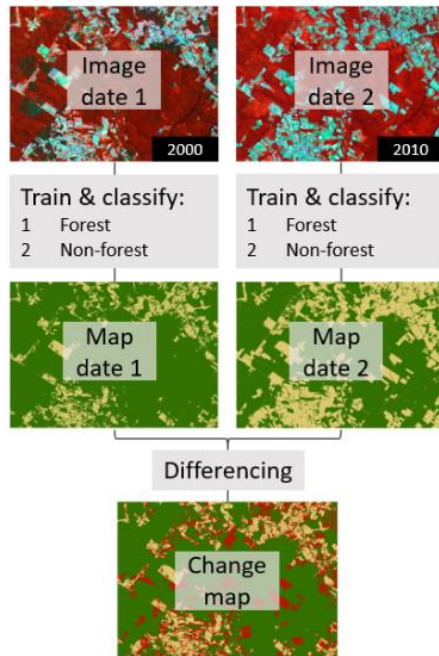 Image
date 1
2000
Image
date 2
2010
Train & classify:
1 Forest
2 Non-forest
Train & classify:
1 Forest
2 Non-forest
Map
date 1
Map
date 2
Differencing
Change
map